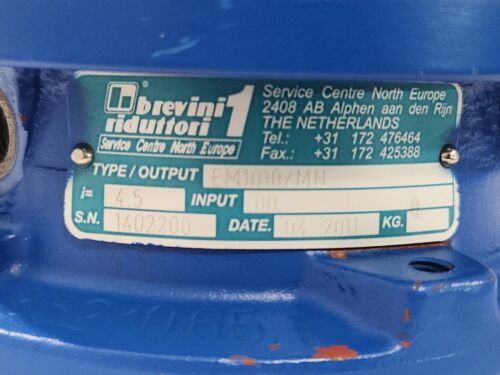 brevini 1
riduttori
Service Centre North Europe
Service Centre North Europe
2408 AB Alphen aan den Rijn
THE NETHERLANDS
Tel.: +31 172 476464
Fax.: +31 172 425388
TYPE / OUTPUT EM1010/MN
i= 4.5 INPUT 00
S.N. 1402200 DATE. 04.2011 KG. 0